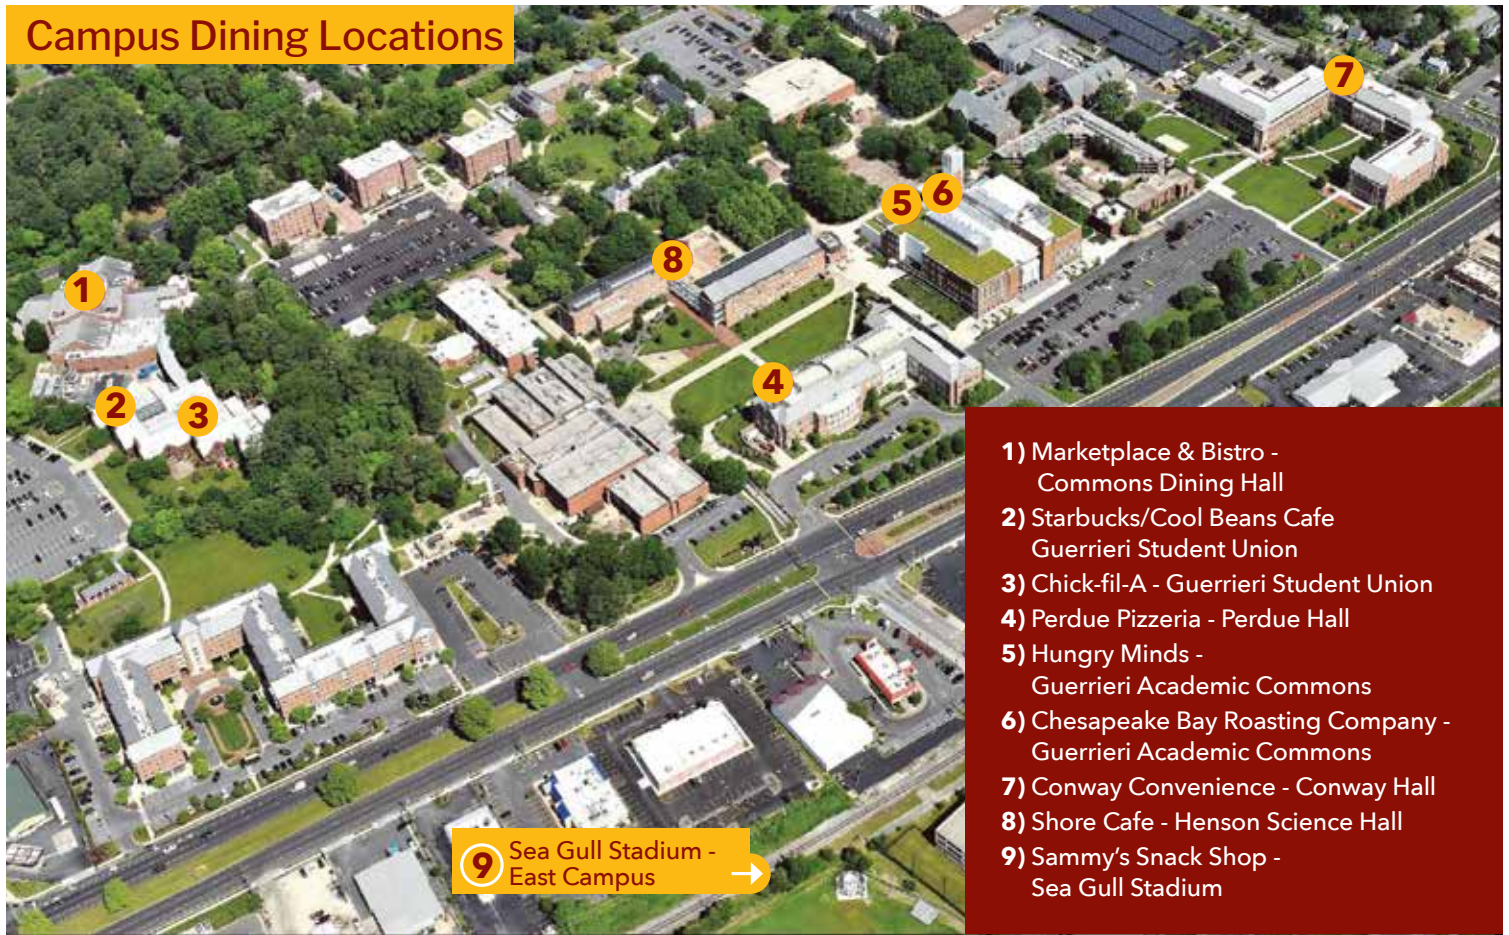 Campus Dining Locations
7
6
5
8
1
4
2
3
1) Marketplace & Bistro -
Commons Dining Hall
2) Starbucks/Cool Beans Cafe
Guerrieri Student Union
3) Chick-fil-A - Guerrieri Student Union
4) Perdue Pizzeria - Perdue Hall
5) Hungry Minds -
Guerrieri Academic Commons
6) Chesapeake Bay Roasting Company -
Guerrieri Academic Commons
7) Conway Convenience - Conway Hall
8) Shore Cafe - Henson Science Hall
9) Sammy's Snack Shop -
Sea Gull Stadium
9 Sea Gull Stadium -
East Campus